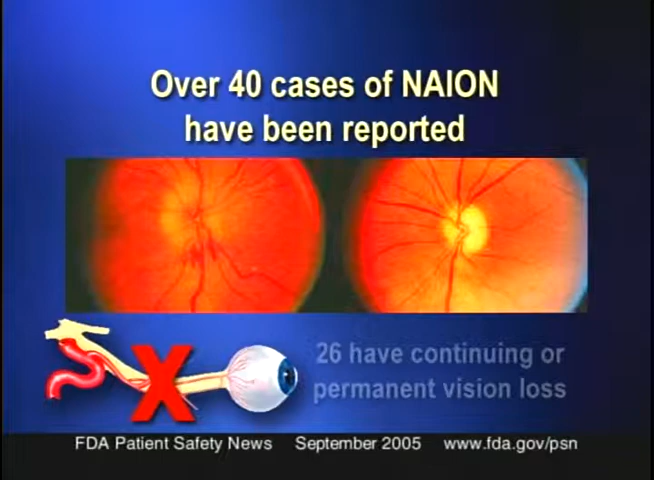 Over 40 cases of NAION
have been reported
X
26 have continuing or
permanent vision loss
FDA Patient Safety News September 2005 www.fda.gov/psn